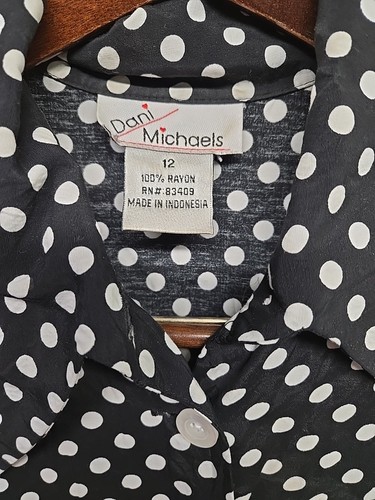 Dani
Michaels
12
100% RAYON
RN#:83409
MADE IN INDONESIA